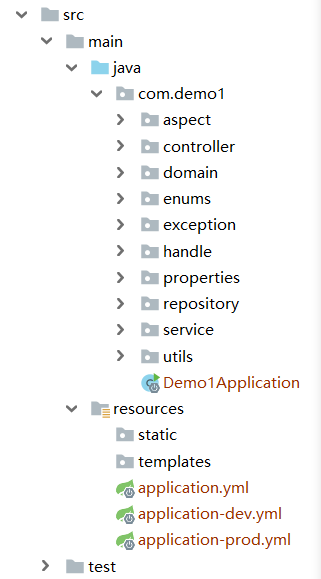 src
main
java
com.demo1
aspect
controller
domain
enums
exception
handle
properties
repository
service
utils
Demo1Application
resources
static
templates
application.yml
application-dev.yml
application-prod.yml
test